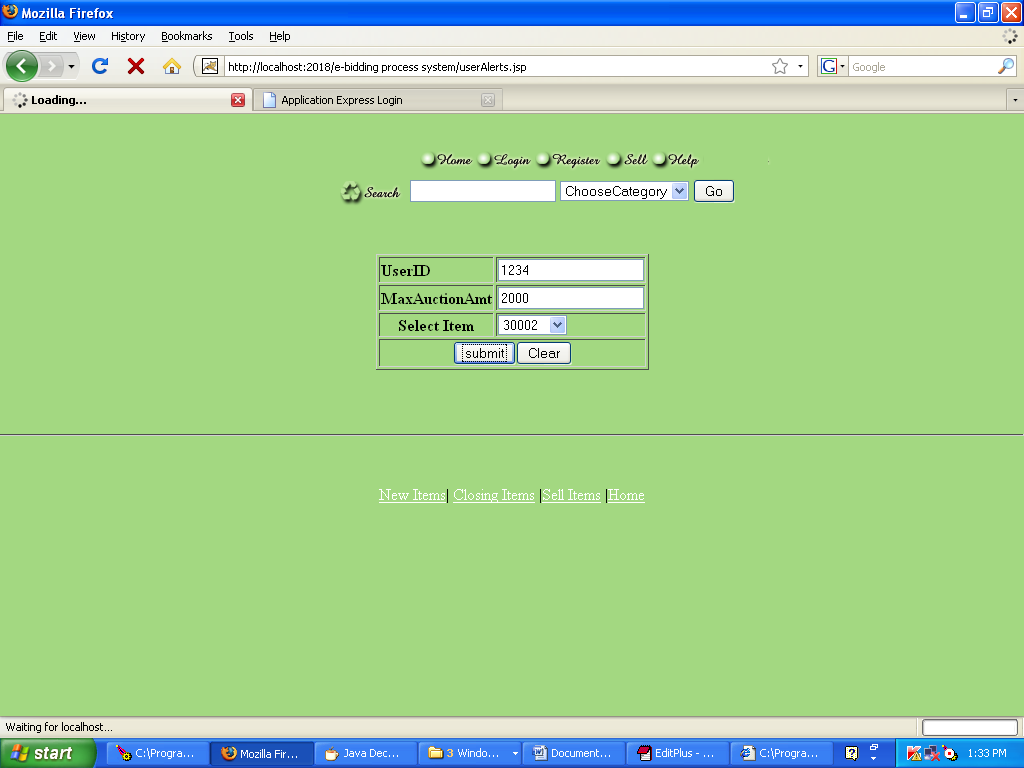 Mozilla Firefox
File Edit View History Bookmarks Tools Help
http://localhost:2018/e-bidding process system/userAlerts.jsp
G Google
Loading...
Application Express Login
Home Login Register Sell Help
Search ChooseCategory Go
UserID 1234
MaxAuctionAmt 2000
Select Item 30002
submit Clear
New Items| Closing Items |Sell Items |Home
Waiting for localhost...
start C:\Progra... Mozilla Fir... Java Dec... 3 Windo... Document... EditPlus - ... C:\Progra... 1:33 PM